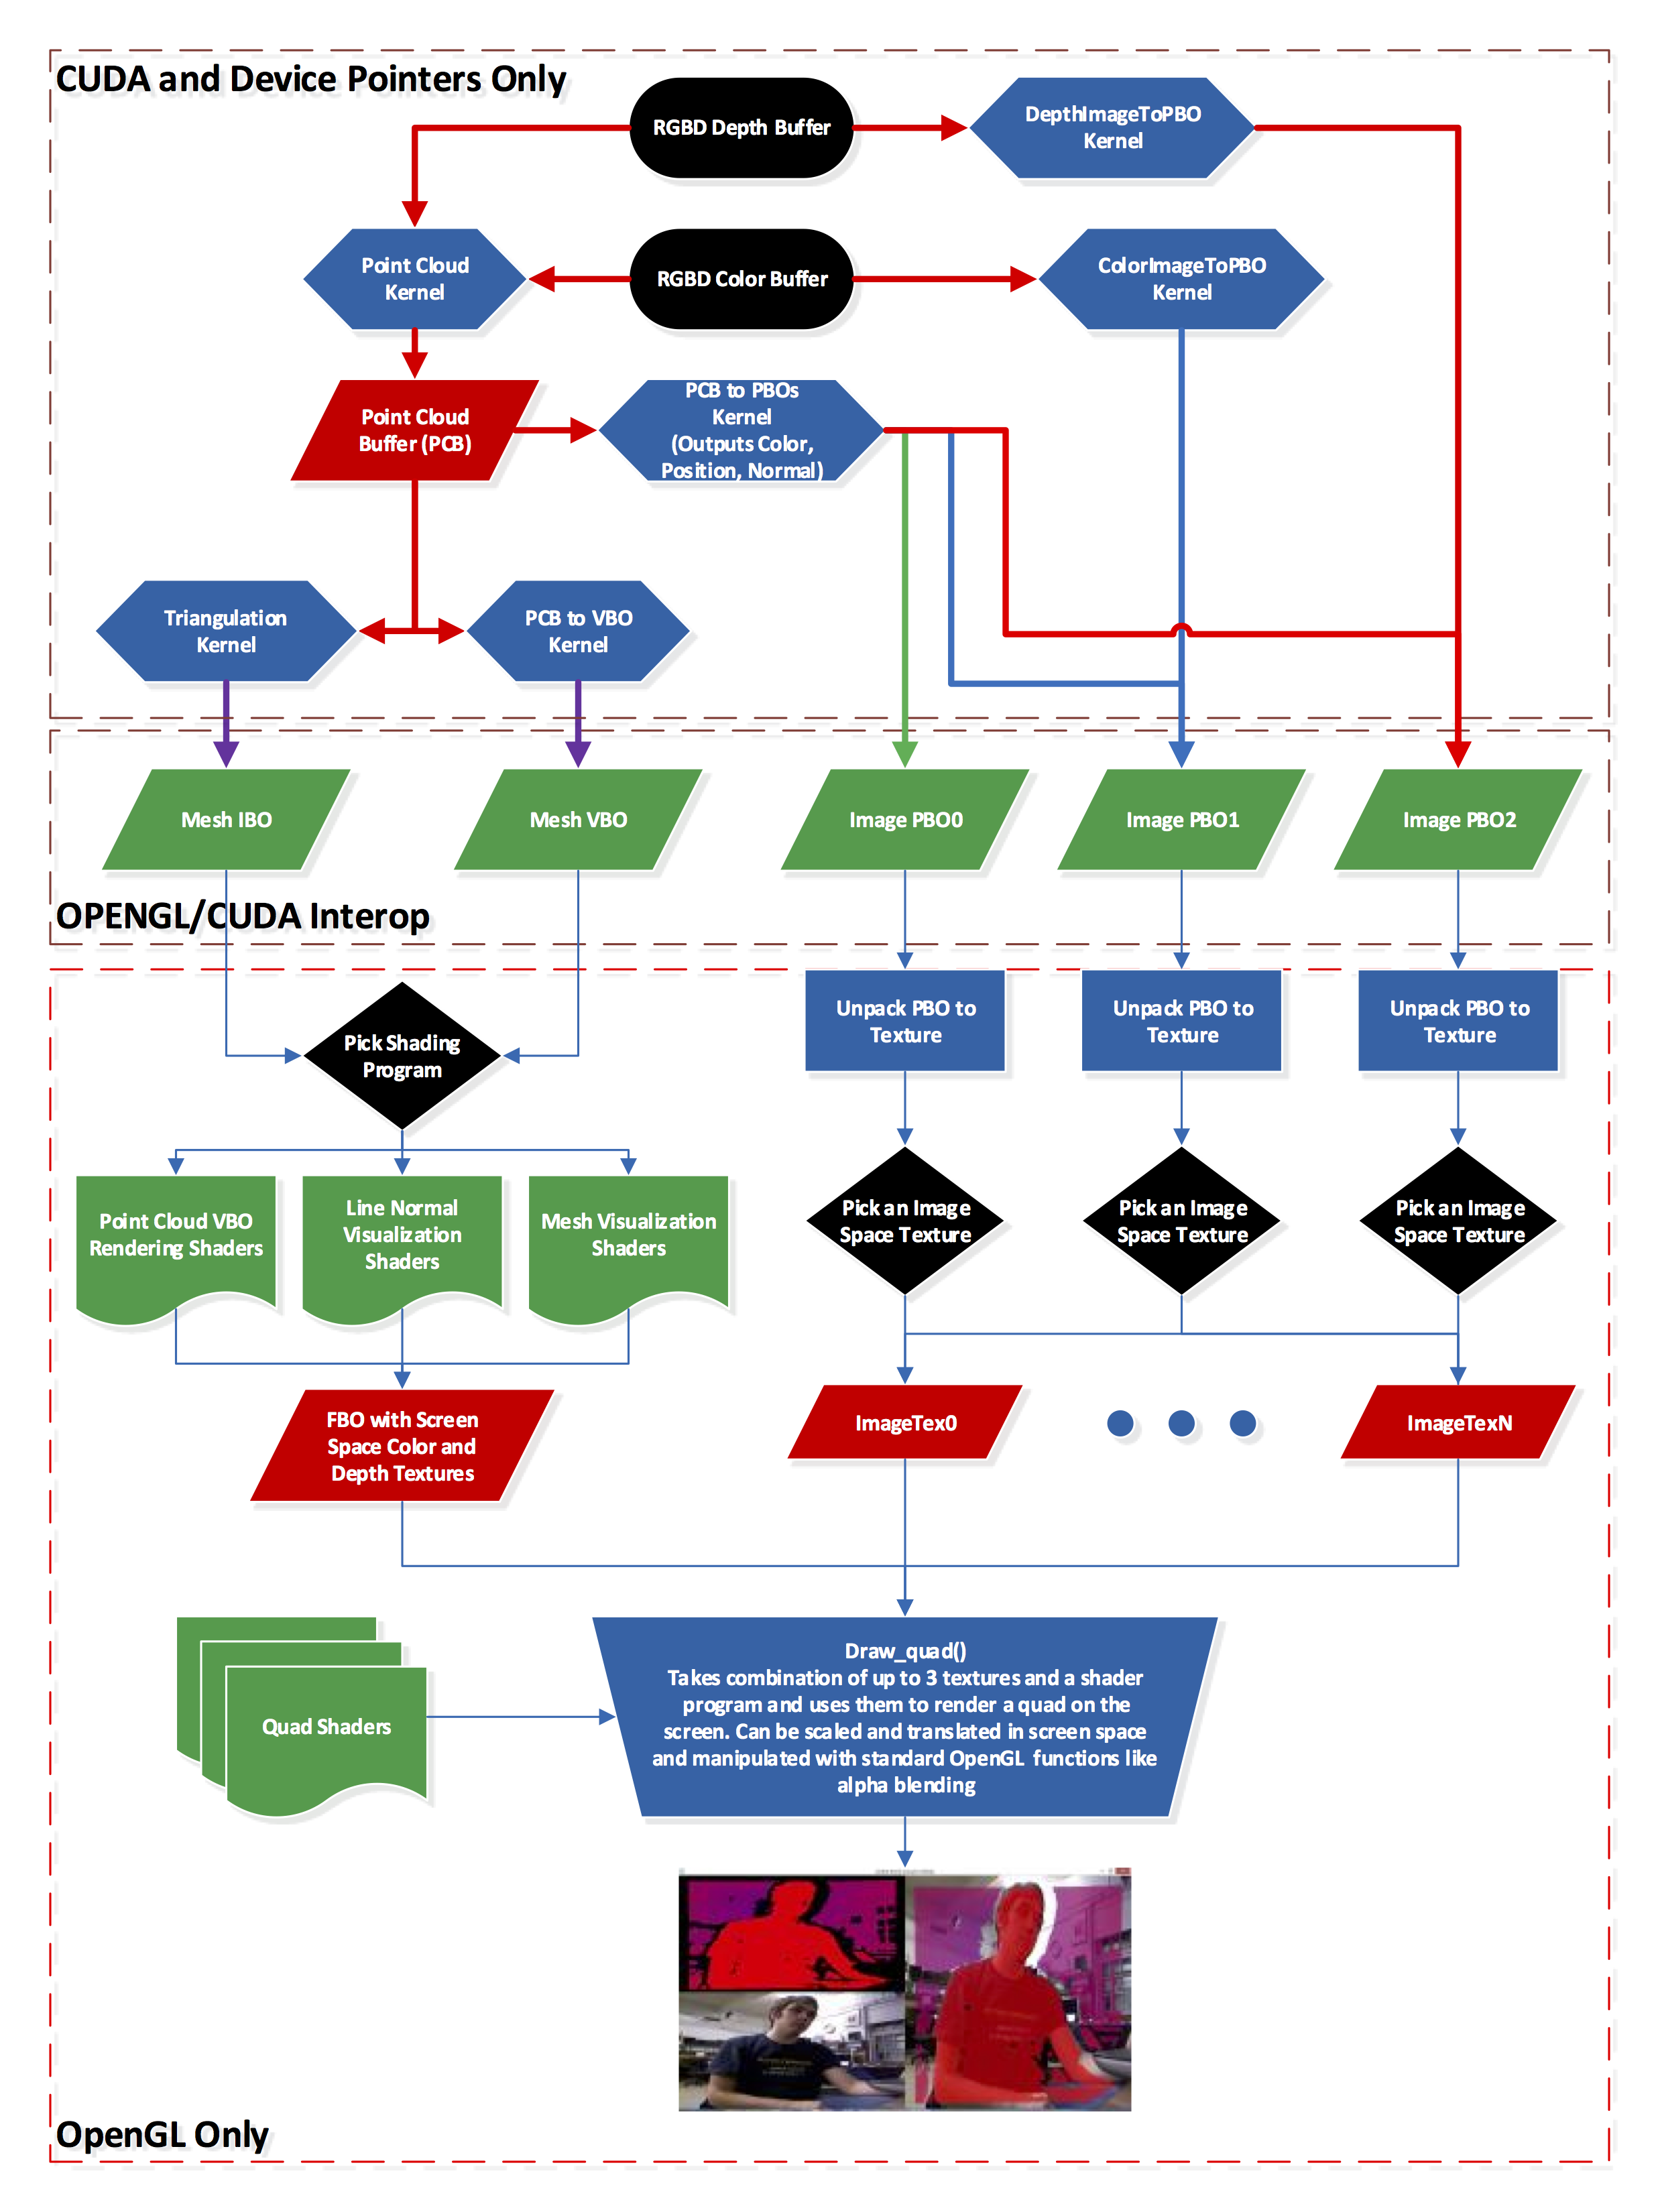 CUDA and Device Pointers Only
RGBD Depth Buffer
DepthImageToPBO
Kernel
Point Cloud
Kernel
RGBD Color Buffer
ColorImageToPBO
Kernel
Point Cloud
Buffer (PCB)
PCB to PBOs
Kernel
(Outputs Color,
Position, Normal)
Triangulation
Kernel
PCB to VBO
Kernel
Mesh IBO
Mesh VBO
Image PBO0
Image PBO1
Image PBO2
OPENGL/CUDA Interop
Pick Shading
Program
Unpack PBO to
Texture
Unpack PBO to
Texture
Unpack PBO to
Texture
Point Cloud VBO
Rendering Shaders
Line Normal
Visualization
Shaders
Mesh Visualization
Shaders
Pick an Image
Space Texture
Pick an Image
Space Texture
Pick an Image
Space Texture
FBO with Screen
Space Color and
Depth Textures
ImageTex0
ImageTexN
Quad Shaders
Draw_quad()
Takes combination of up to 3 textures and a shader
program and uses them to render a quad on the
screen. Can be scaled and translated in screen space
and manipulated with standard OpenGL functions like
alpha blending
OpenGL Only